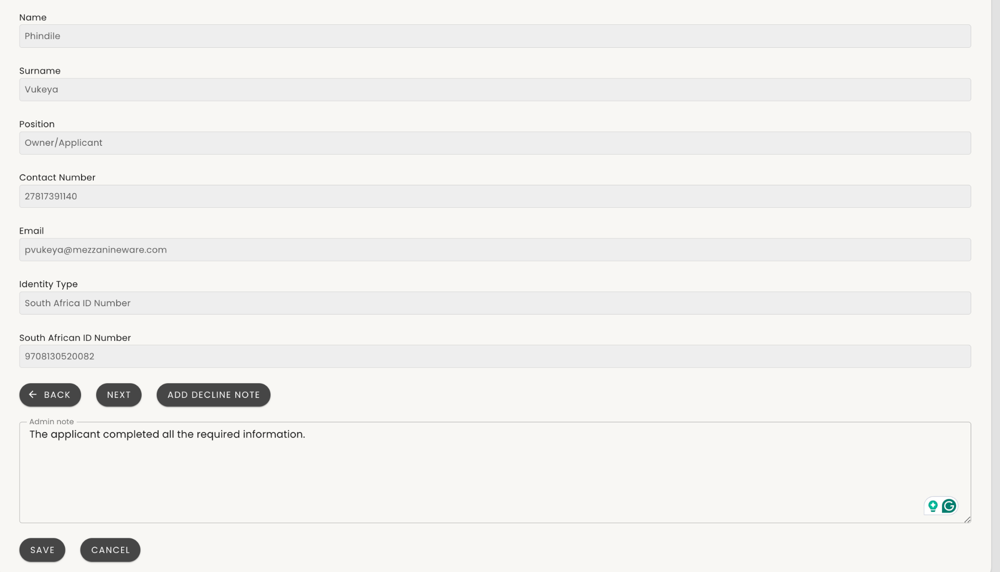 Name
Phindile
Surname
Vukeya
Position
Owner/Applicant
Contact Number
27817391140
Email
pvukeya@mezzanineware.com
Identity Type
South Africa ID Number
South African ID Number
9708130520082
BACK NEXT ADD DECLINE NOTE
Admin note
The applicant completed all the required information.
SAVE CANCEL